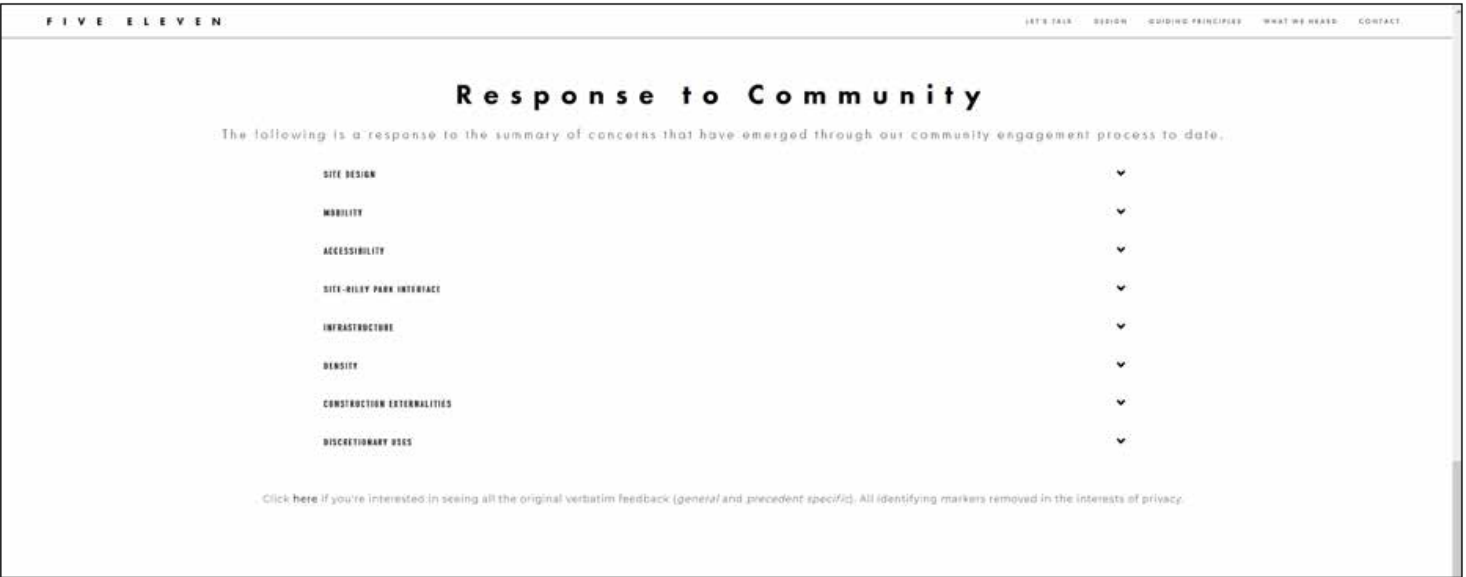 FIVE ELEVEN
LET'S TALK DESIGN GUIDING PRINCIPLES WHAT WE HEARD CONTACT
Response to Community
The following is a response to the summary of concerns that have emerged through our community engagement process to date.
SITE DESIGN
MOBILITY
ACCESSIBILITY
SITE-RILEY PARK INTERFACE
INFRASTRUCTURE
DENSITY
CONSTRUCTION EXTERNALITIES
DISCRETIONARY USES
Click here if you're interested in seeing all the original verbatim feedback (general and precedent specific). All identifying markers removed in the interests of privacy.